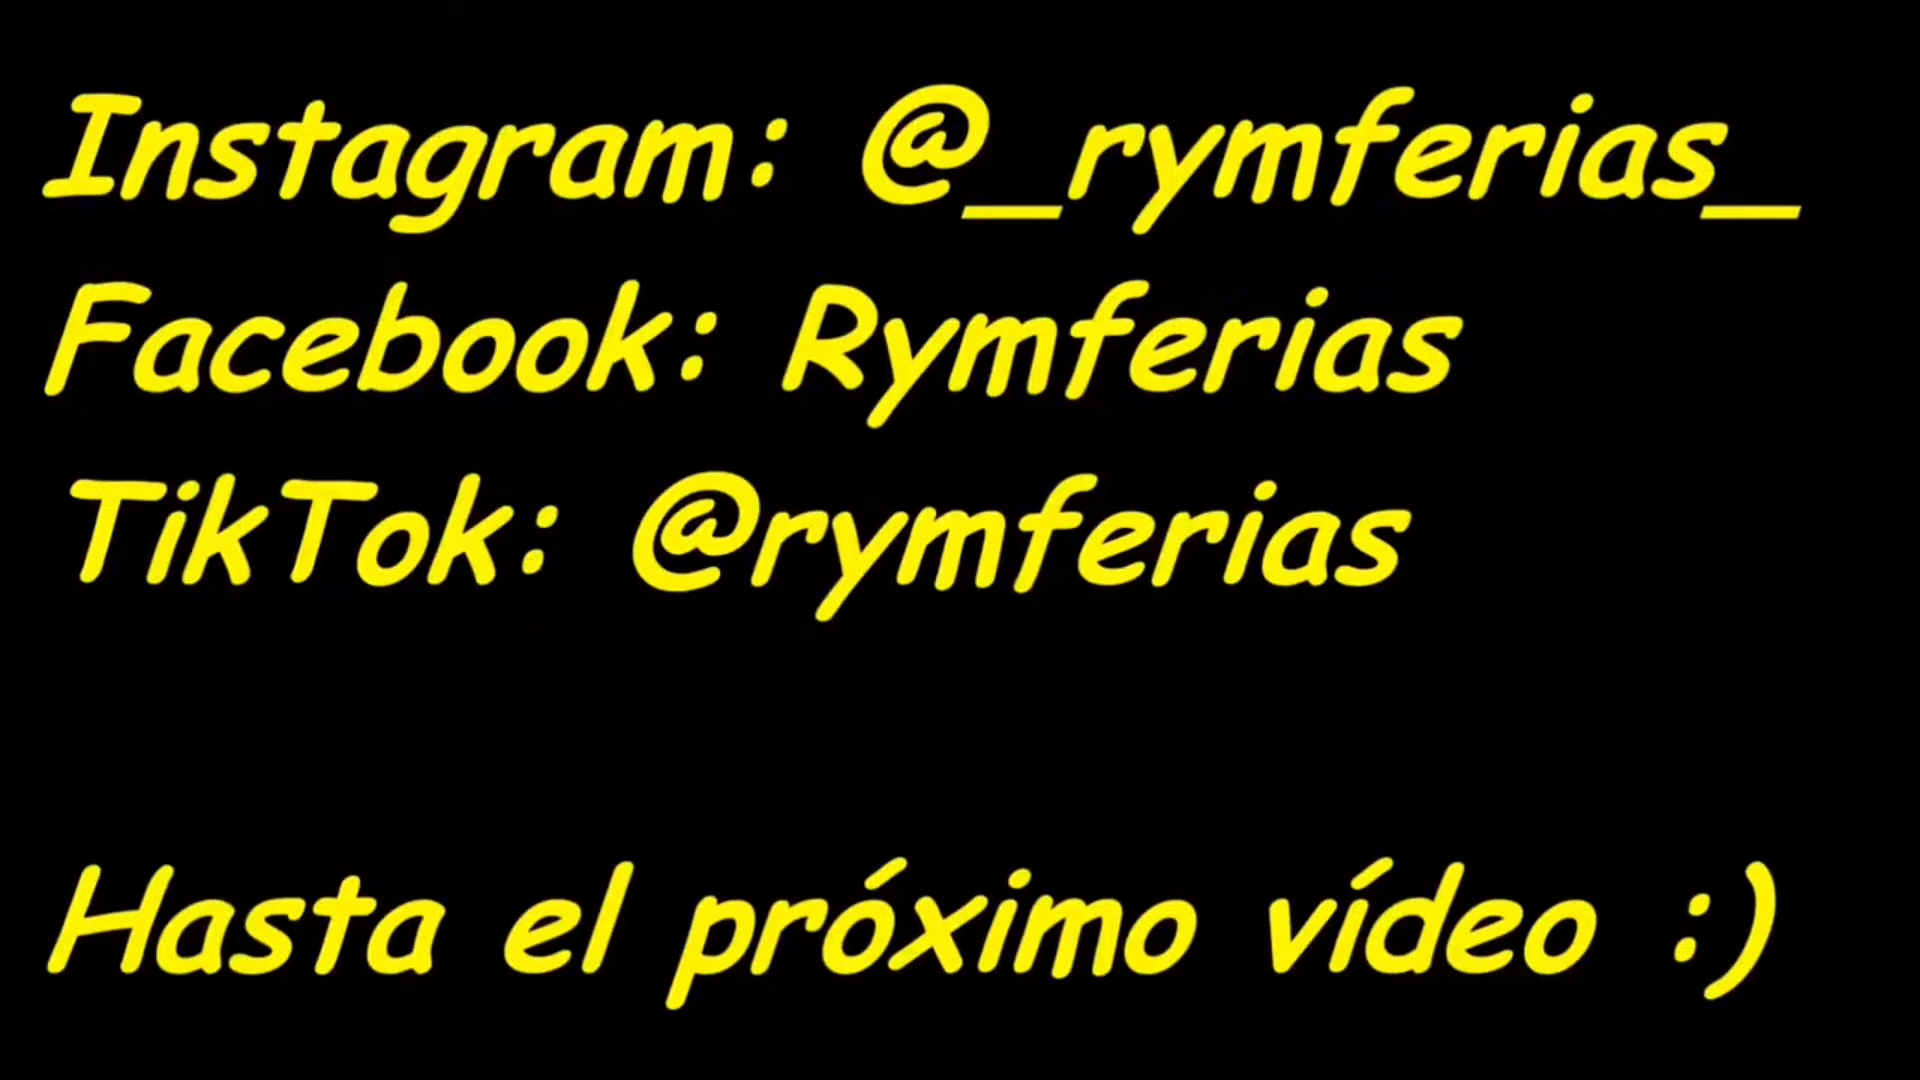 Instagram: @_rymferias_
Facebook: Rymferias
TikTok: @rymferias
Hasta el próximo vídeo :)